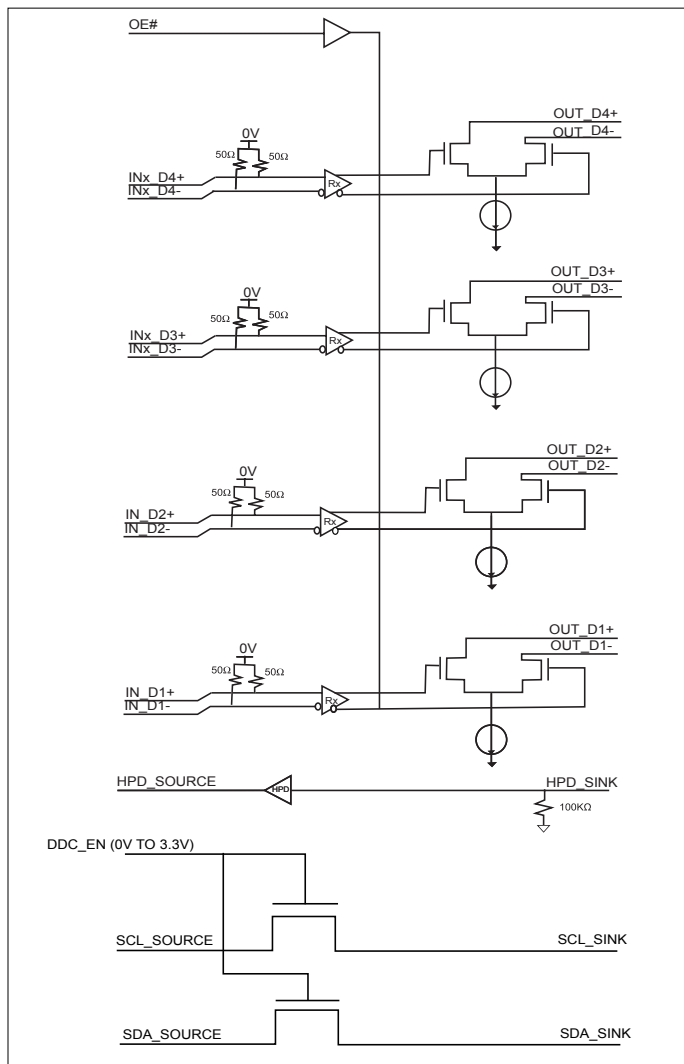 OE#
OUT_D4+
OUT_D4-
0V
50Ω
50Ω
INx_D4+
INx_D4-
Rx
OUT_D3+
OUT_D3-
0V
50Ω
50Ω
INx_D3+
INx_D3-
Rx
OUT_D2+
OUT_D2-
0V
50Ω
50Ω
IN_D2+
IN_D2-
Rx
OUT_D1+
OUT_D1-
0V
50Ω
50Ω
IN_D1+
IN_D1-
Rx
HPD_SOURCE
HPD
HPD_SINK
100KΩ
DDC_EN (0V TO 3.3V)
SCL_SOURCE
SCL_SINK
SDA_SOURCE
SDA_SINK